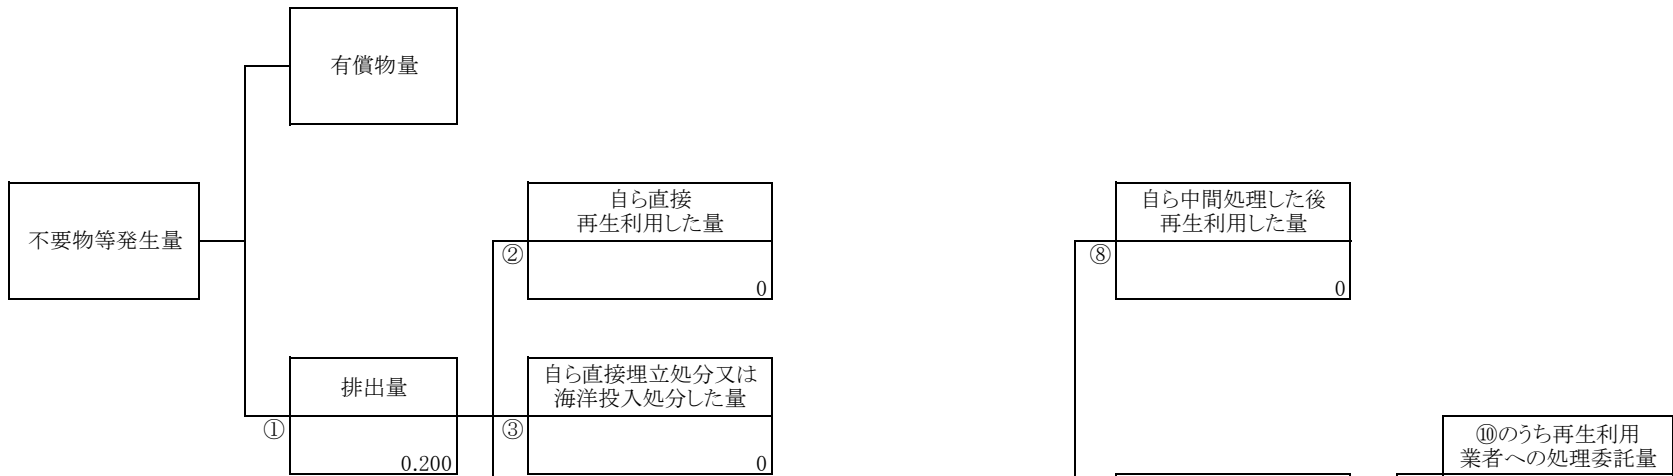 有償物量
不要物等発生量
自ら直接
再生利用した量
②
0
自ら中間処理した後
再生利用した量
⑧
0
排出量
①
0.200
自ら直接埋立処分又は
海洋投入処分した量
③
0
⑩のうち再生利用
業者への処理委託量